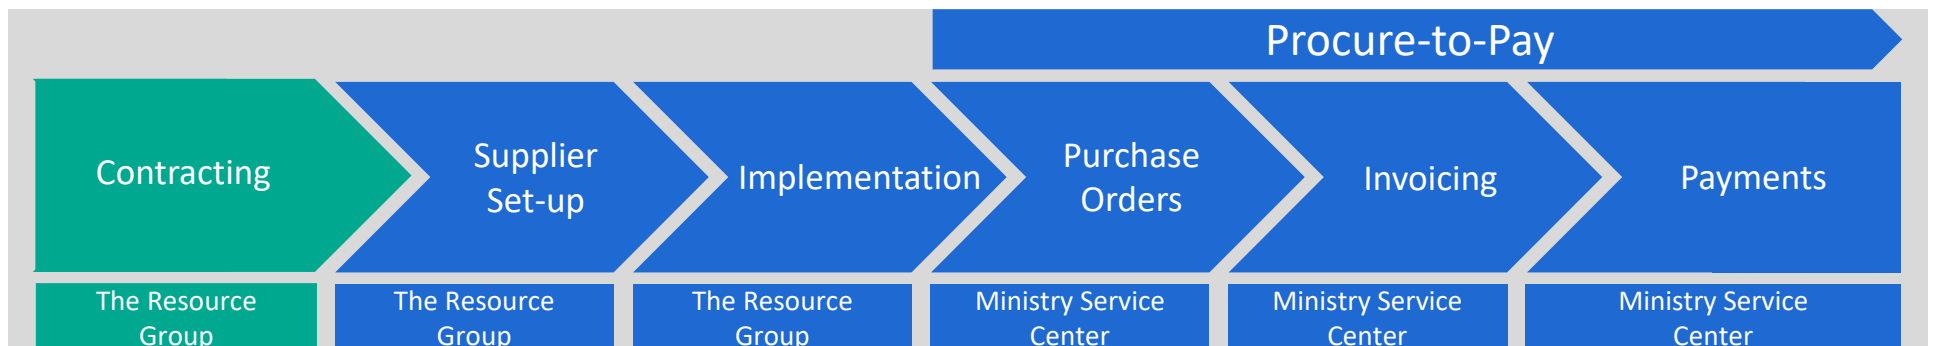 Procure-to-Pay
Contracting
Supplier
Set-up
Implementation
Purchase
Orders
Invoicing
Payments
The Resource
Group
The Resource
Group
The Resource
Group
Ministry Service
Center
Ministry Service
Center
Ministry Service
Center